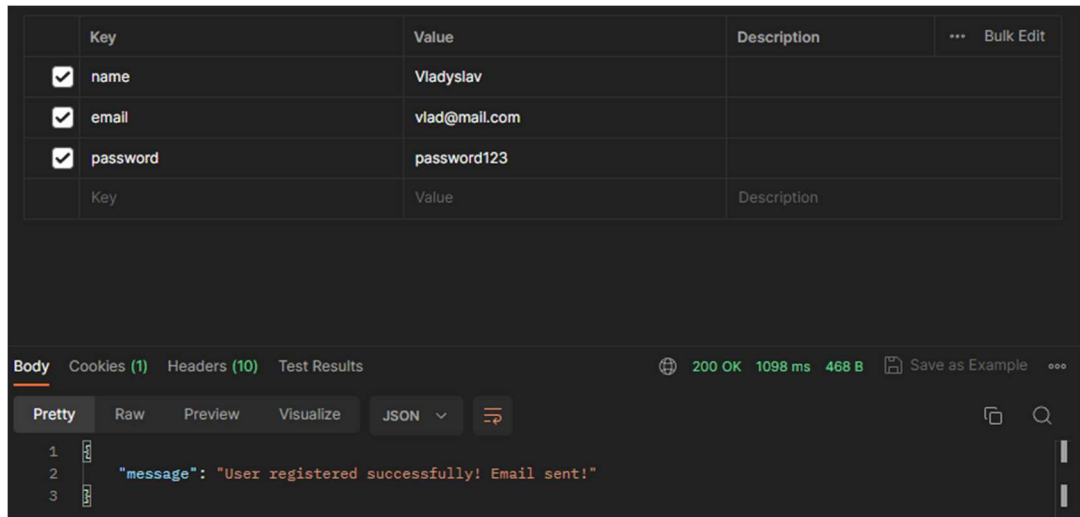 Key Value Description ••• Bulk Edit
name Vladyslav
email vlad@mail.com
password password123
Key Value Description
Body Cookies (1) Headers (10) Test Results 200 OK 1098 ms 468 B Save as Example ooo
Pretty Raw Preview Visualize JSON
1 {
2 "message": "User registered successfully! Email sent!"
3 }